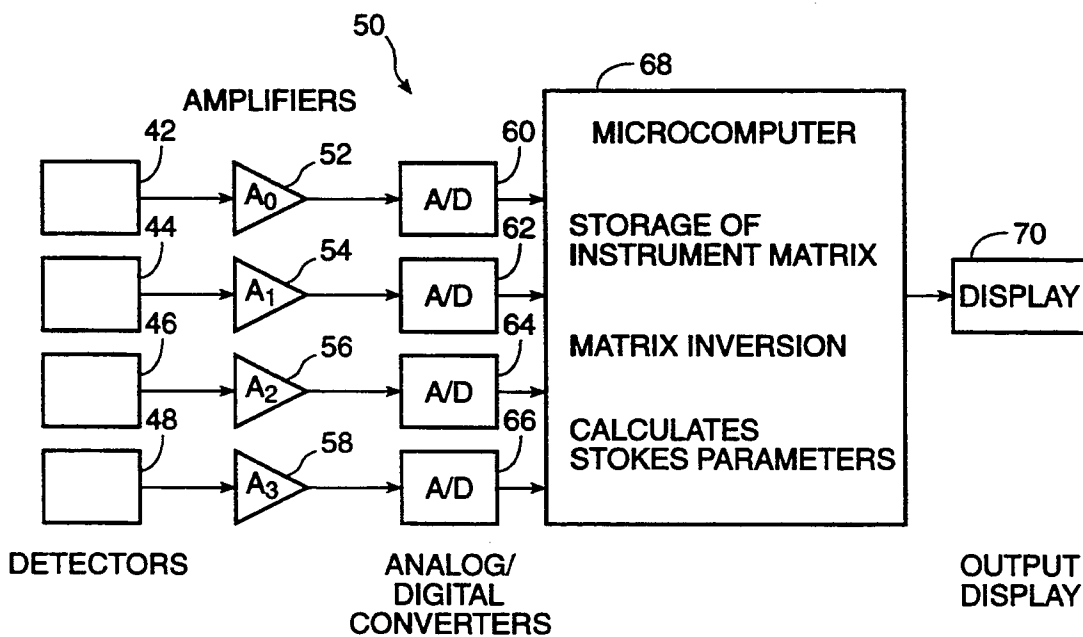 50
68
AMPLIFIERS
MICROCOMPUTER
42
52
60
A0
A/D
STORAGE OF
INSTRUMENT MATRIX
44
54
62
70
A1
A/D
DISPLAY
46
56
64
MATRIX INVERSION
A2
A/D
48
58
66
CALCULATES
STOKES PARAMETERS
A3
A/D
DETECTORS
ANALOG/
DIGITAL
CONVERTERS
OUTPUT
DISPLAY